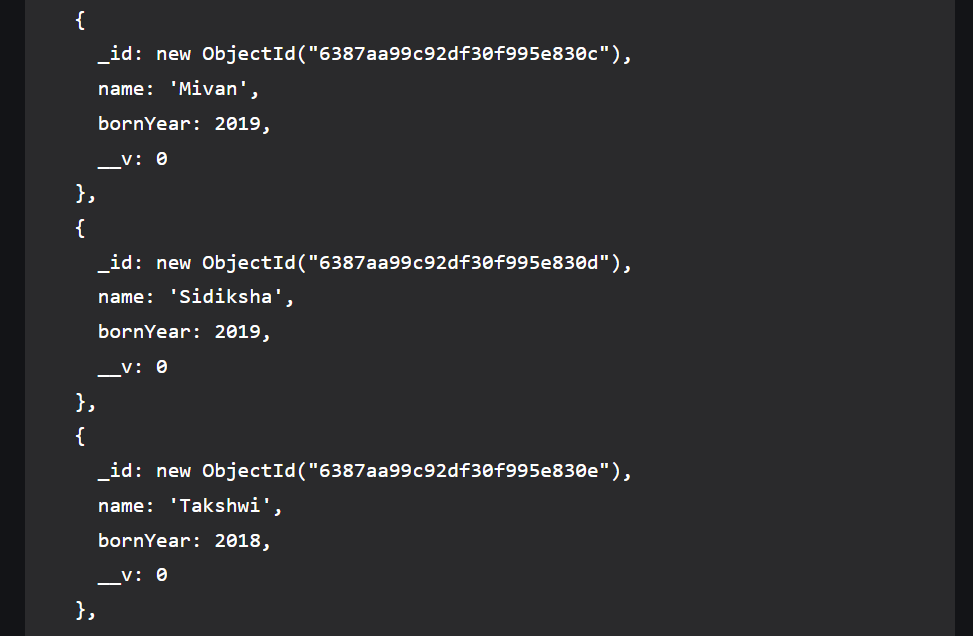 {
  _id: new ObjectId("6387aa99c92df30f995e830c"),
  name: 'Mivan',
  bornYear: 2019,
  __v: 0
},
{
  _id: new ObjectId("6387aa99c92df30f995e830d"),
  name: 'Sidiksha',
  bornYear: 2019,
  __v: 0
},
{
  _id: new ObjectId("6387aa99c92df30f995e830e"),
  name: 'Takshwi',
  bornYear: 2018,
  __v: 0
},